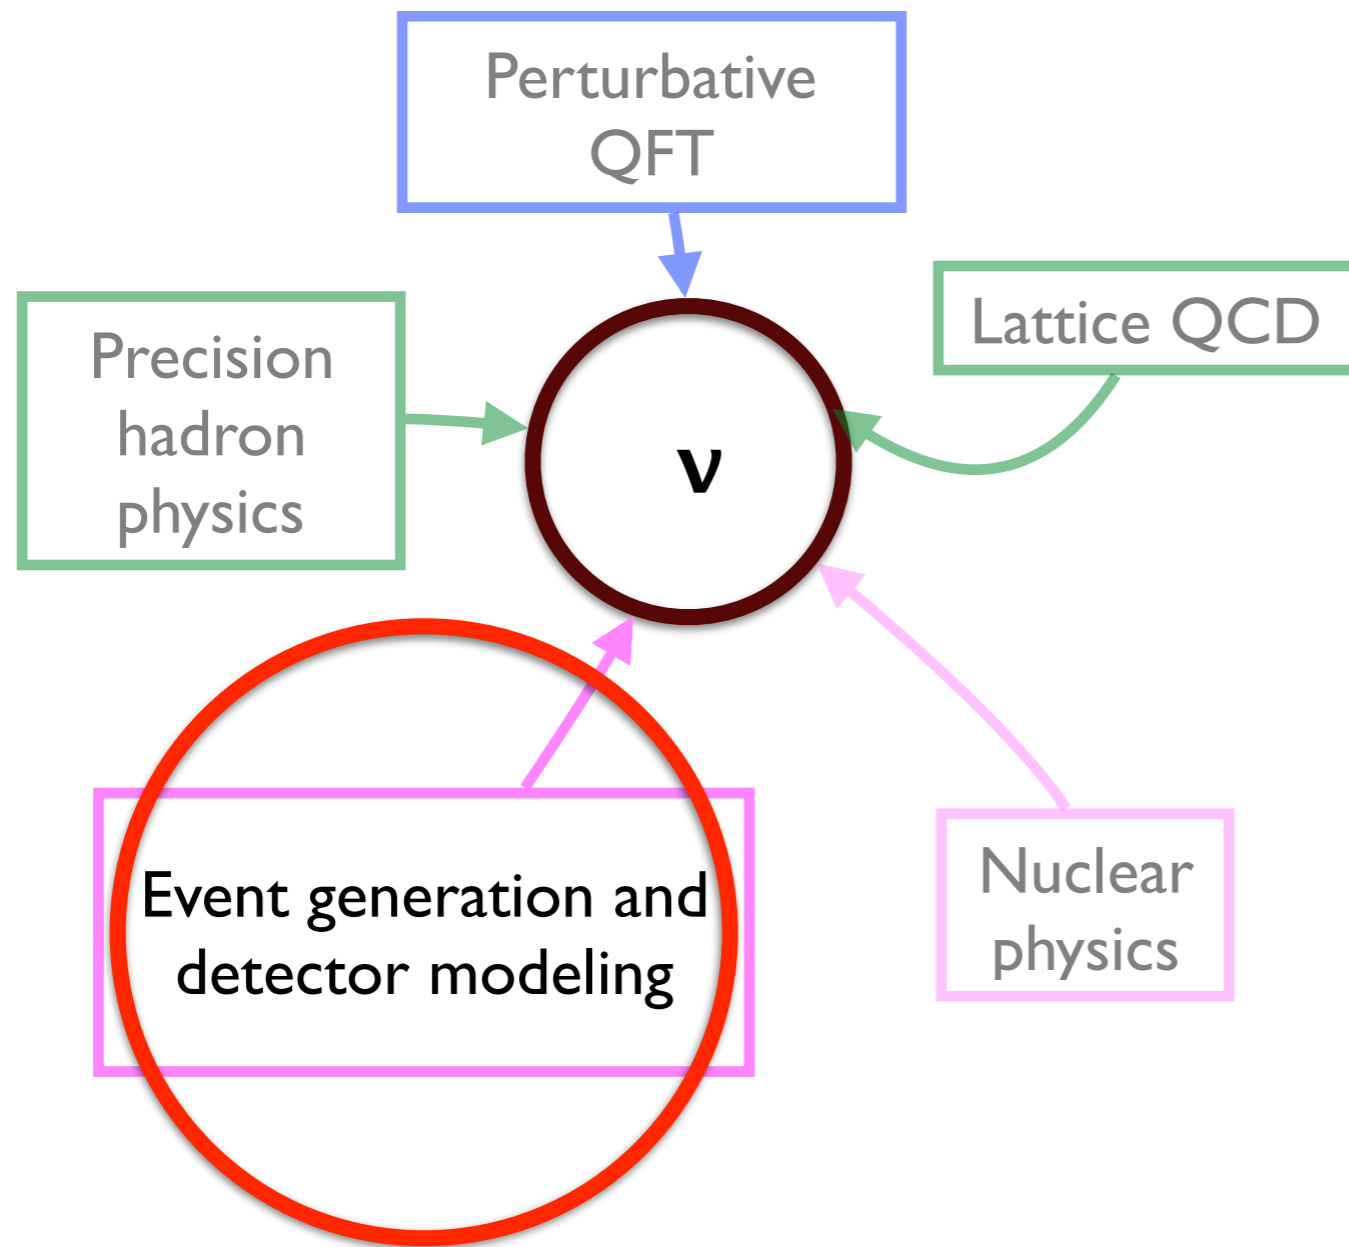 Perturbative
QFT
Lattice QCD
Precision
hadron
physics
ν
Event generation and
detector modeling
Nuclear
physics